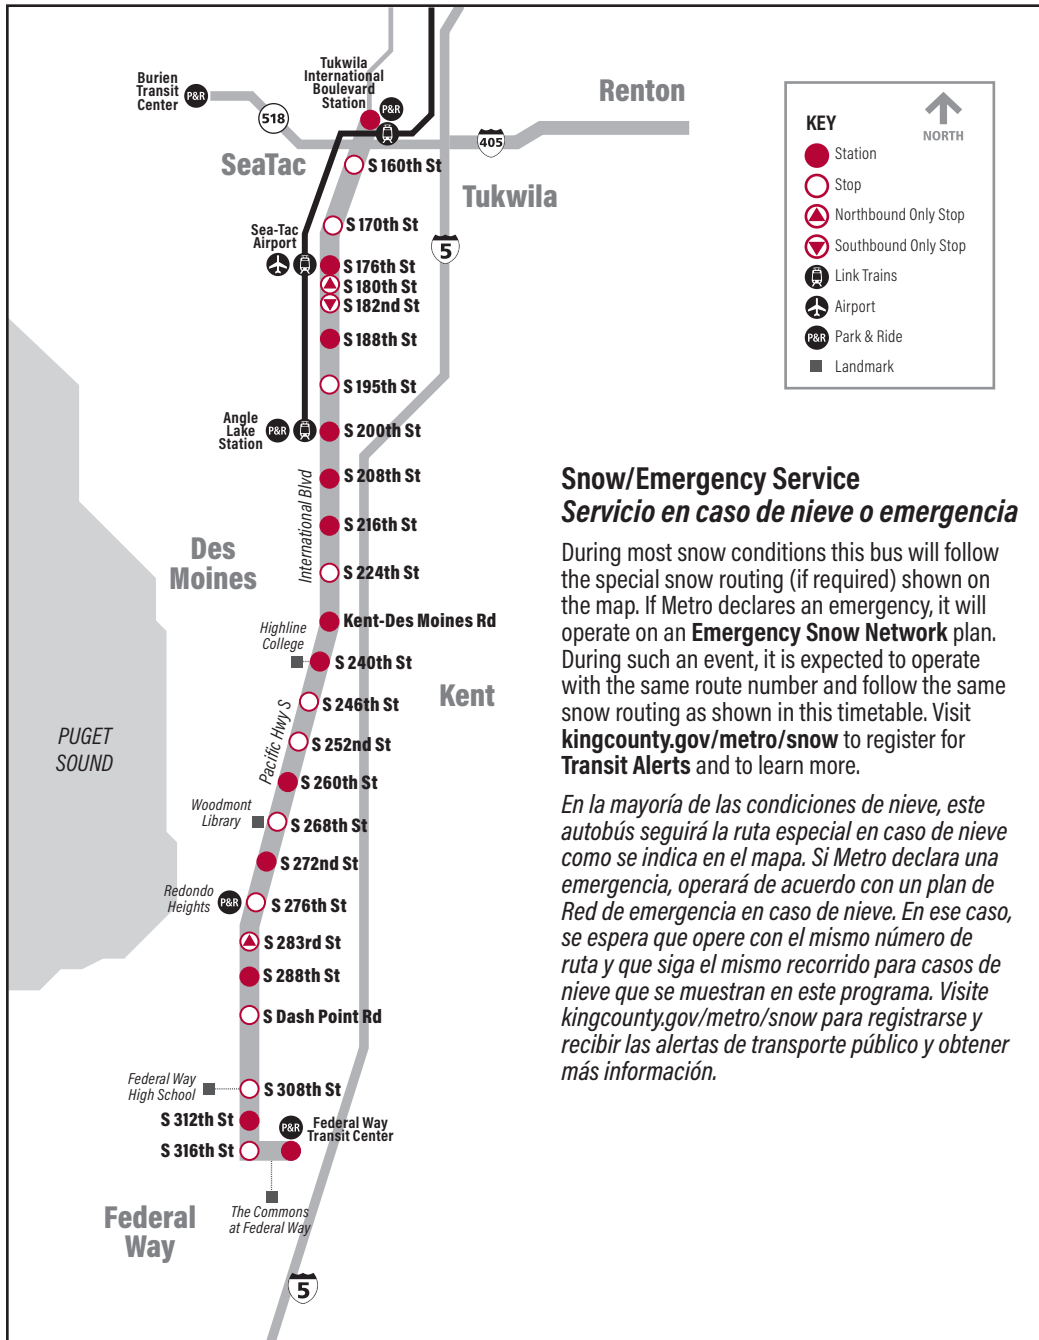 Burien
Transit
Center
P&R
518
Tukwila
International
Boulevard
Station
P&R
Renton
405
SeaTac
S 160th St
Tukwila
S 170th St
5
Sea-Tac
Airport
S 176th St
S 180th St
S 182nd St
S 188th St
S 195th St
Angle
Lake
Station
P&R
S 200th St
S 208th St
International Blvd
S 216th St
Des
Moines
S 224th St
Kent-Des Moines Rd
Highline
College
S 240th St
Kent
S 246th St
Pacific Hwy S
S 252nd St
PUGET
SOUND
S 260th St
Woodmont
Library
S 268th St
S 272nd St
Redondo
Heights
P&R
S 276th St
S 283rd St
S 288th St
S Dash Point Rd
Federal Way
High School
S 308th St
S 312th St
P&R
Federal Way
Transit Center
S 316th St
The Commons
at Federal Way
Federal
Way
5
KEY
NORTH
Station
Stop
Northbound Only Stop
Southbound Only Stop
Link Trains
Airport
P&R Park & Ride
Landmark
Snow/Emergency Service
Servicio en caso de nieve o emergencia
During most snow conditions this bus will follow
the special snow routing (if required) shown on
the map. If Metro declares an emergency, it will
operate on an Emergency Snow Network plan.
During such an event, it is expected to operate
with the same route number and follow the same
snow routing as shown in this timetable. Visit
kingcounty.gov/metro/snow to register for
Transit Alerts and to learn more.
En la mayoría de las condiciones de nieve, este
autobús seguirá la ruta especial en caso de nieve
como se indica en el mapa. Si Metro declara una
emergencia, operará de acuerdo con un plan de
Red de emergencia en caso de nieve. En ese caso,
se espera que opere con el mismo número de
ruta y que siga el mismo recorrido para casos de
nieve que se muestran en este programa. Visite
kingcounty.gov/metro/snow para registrarse y
recibir las alertas de transporte público y obtener
más información.